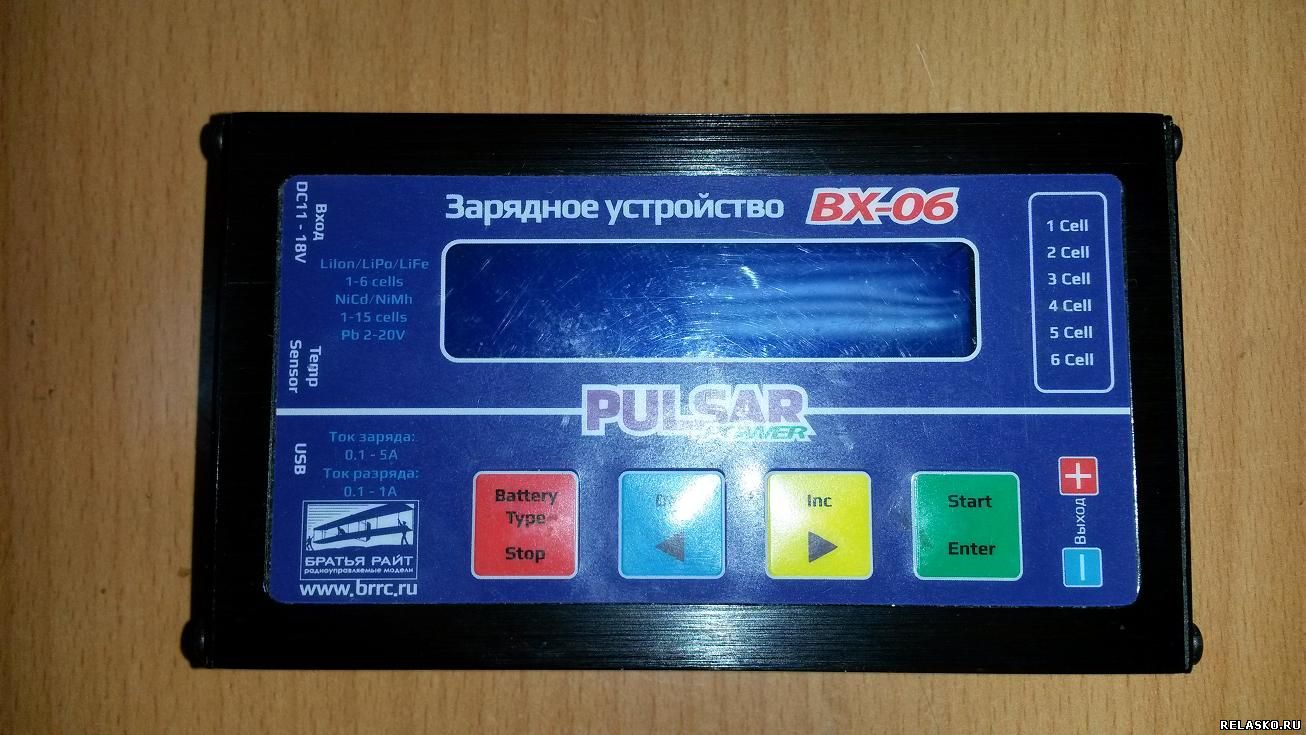 Зарядное устройство BX-06
Вход
DC11 - 18V
LiIon/LiPo/LiFe
1-6 cells
NiCd/NiMh
1-15 cells
Pb 2-20V
Temp
Sensor
1 Cell
2 Cell
3 Cell
4 Cell
5 Cell
6 Cell
PULSAR
POWER
USB
Ток заряда:
0.1 - 5A
Ток разряда:
0.1 - 1A
БРАТЬЯ РАЙТ
радиоуправляемые модели
www.brrc.ru
Battery
Type
Stop
Inc
Start
Enter
+
Выход
−
RELASKO.RU